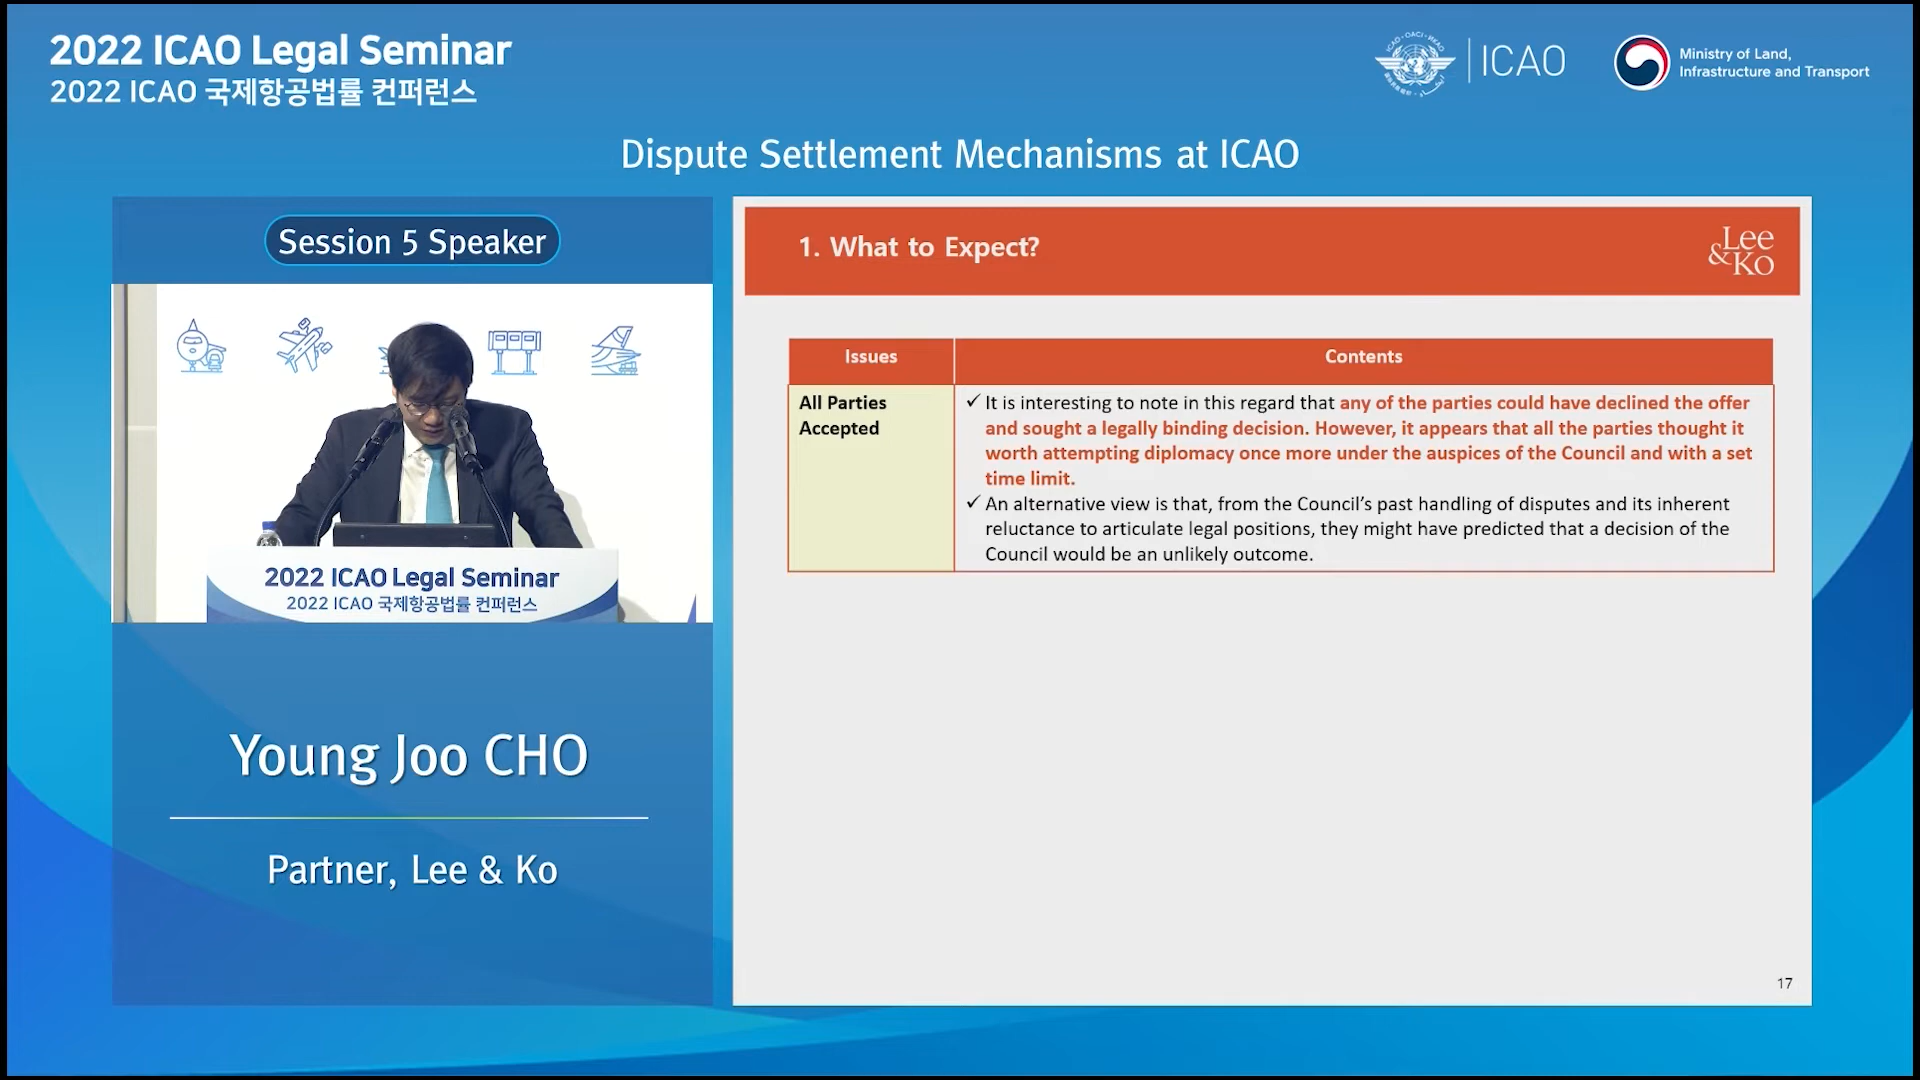 2022 ICAO Legal Seminar
2022 ICAO 국제항공법률 컨퍼런스
ICAO
Ministry of Land,
Infrastructure and Transport
Dispute Settlement Mechanisms at ICAO
Session 5 Speaker
2022 ICAO Legal Seminar
2022 ICAO 국제항공법률 컨퍼런스
Young Joo CHO
Partner, Lee & Ko
1. What to Expect?
Lee
&Ko
Issues
Contents
All Parties
Accepted
✓ It is interesting to note in this regard that any of the parties could have declined the offer
and sought a legally binding decision. However, it appears that all the parties thought it
worth attempting diplomacy once more under the auspices of the Council and with a set
time limit.
✓ An alternative view is that, from the Council’s past handling of disputes and its inherent
reluctance to articulate legal positions, they might have predicted that a decision of the
Council would be an unlikely outcome.
17